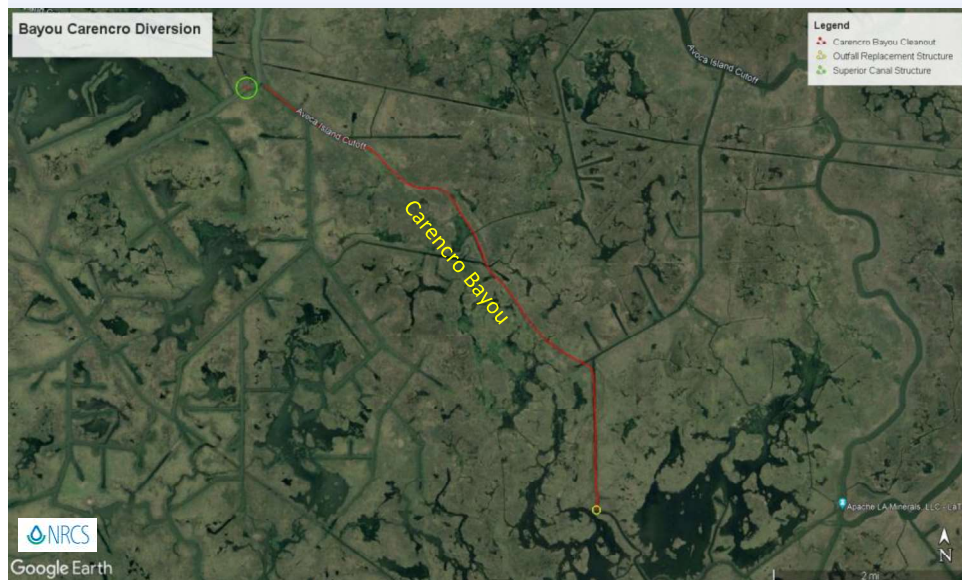 Bayou Carencro Diversion
Legend
Carencro Bayou Cleanout
Outfall Replacement Structure
Superior Canal Structure
Avoca Island Cutoff
Avoca Island Cutoff
Carencro Bayou
Apache LA Minerals, LLC - LaT
NRCS
Google Earth
N
2 mi